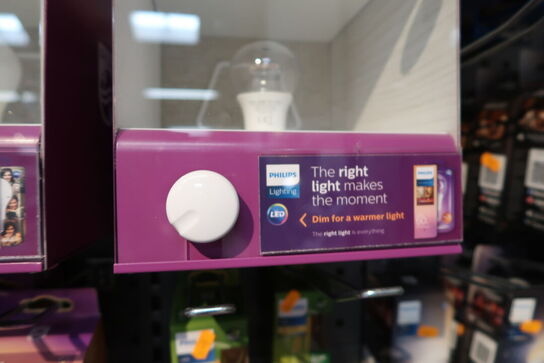 PHILIPS
Lighting
LED
The right
light makes
the moment
Dim for a warmer light
The right light is everything